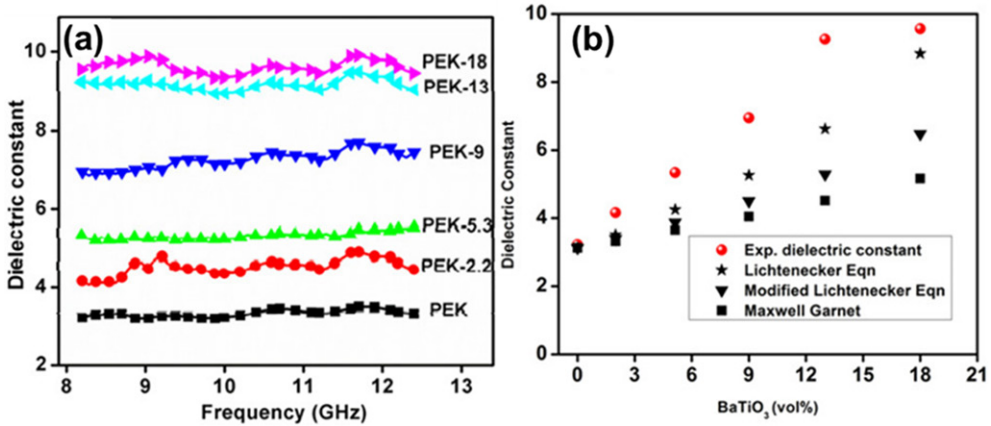 (a)
Dielectric constant
10
8
6
4
2
PEK-18
PEK-13
PEK-9
PEK-5.3
PEK-2.2
PEK
8 9 10 11 12 13
Frequency (GHz)
(b)
Dielectric Constant
10
8
6
4
2
0
Exp. dielectric constant
Lichtenecker Eqn
Modified Lichtenecker Eqn
Maxwell Garnet
0 3 6 9 12 15 18 21
BaTiO₃ (vol%)